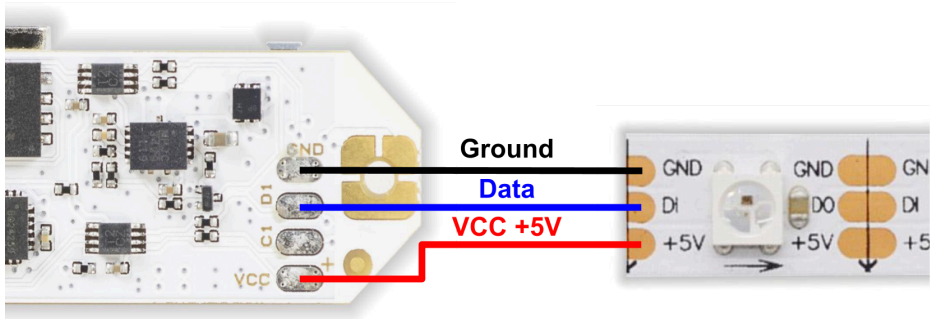 GND
D1
C1
VCC
+
Ground
Data
VCC +5V
GND
DI
+5V
GND
DO
+5V
GN
DI
+5